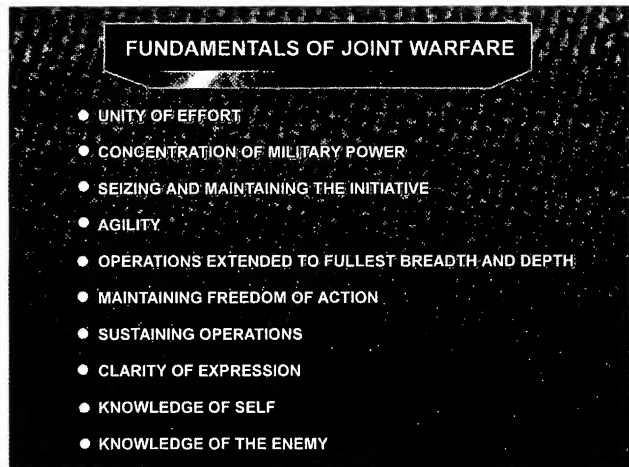 FUNDAMENTALS OF JOINT WARFARE
● UNITY OF EFFORT
● CONCENTRATION OF MILITARY POWER
● SEIZING AND MAINTAINING THE INITIATIVE
● AGILITY
● OPERATIONS EXTENDED TO FULLEST BREADTH AND DEPTH
● MAINTAINING FREEDOM OF ACTION
● SUSTAINING OPERATIONS
● CLARITY OF EXPRESSION
● KNOWLEDGE OF SELF
● KNOWLEDGE OF THE ENEMY